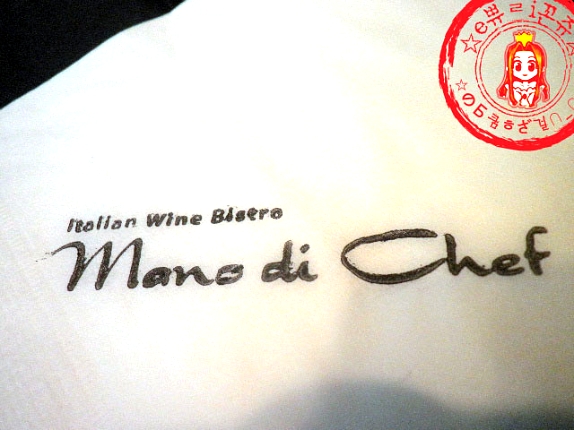 Italian Wine Bistro
Mano di Chef